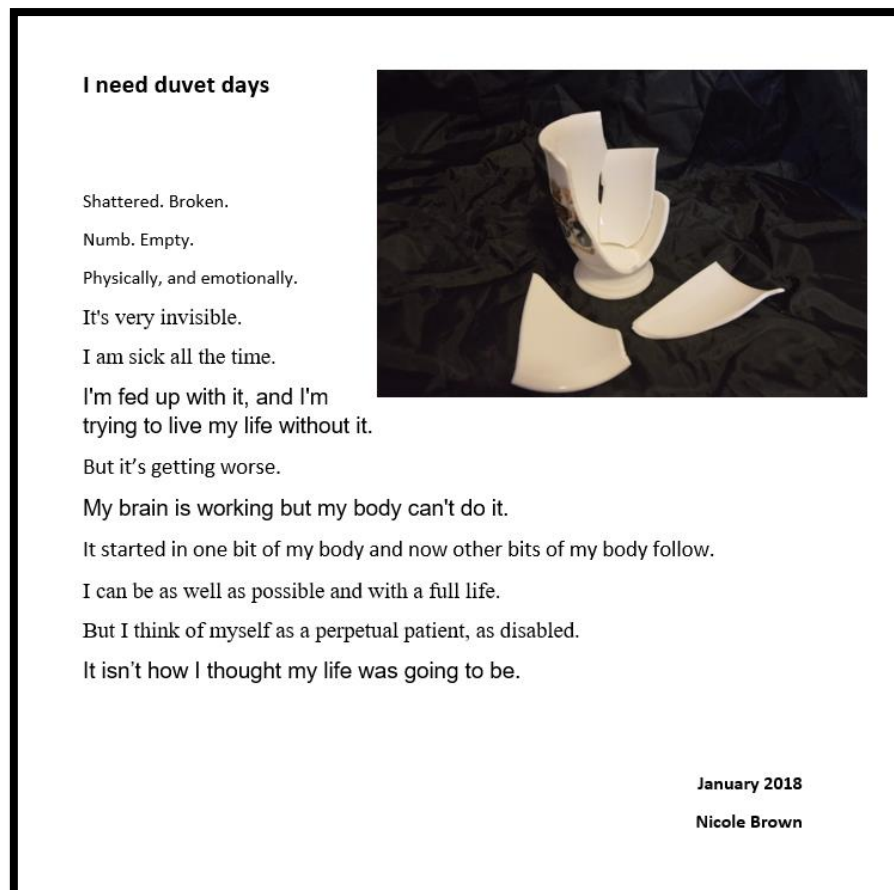 I need duvet days
Shattered. Broken.
Numb. Empty.
Physically, and emotionally.
It's very invisible.
I am sick all the time.
I'm fed up with it, and I'm
trying to live my life without it.
But it’s getting worse.
My brain is working but my body can't do it.
It started in one bit of my body and now other bits of my body follow.
I can be as well as possible and with a full life.
But I think of myself as a perpetual patient, as disabled.
It isn’t how I thought my life was going to be.
January 2018
Nicole Brown